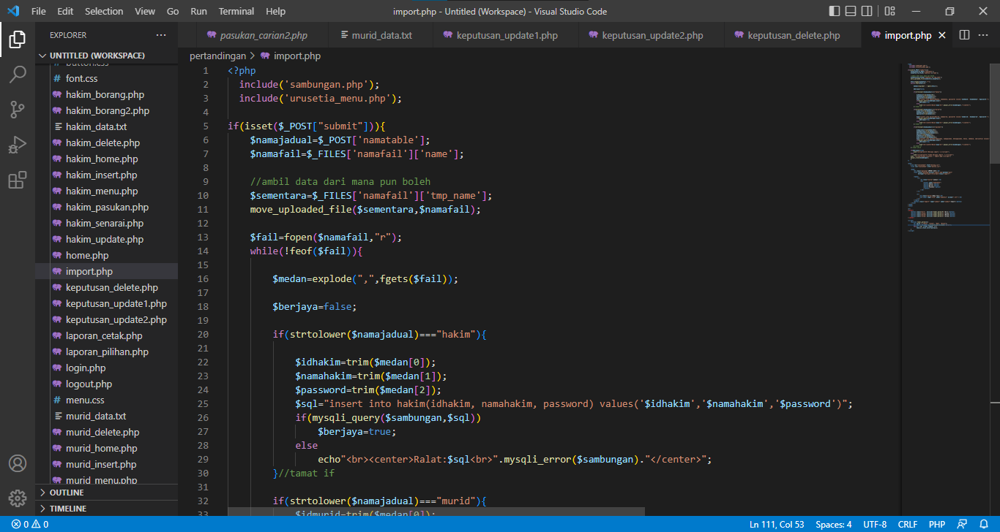 File Edit Selection View Go Run Terminal Help import.php - Untitled (Workspace) - Visual Studio Code
EXPLORER ···
pasukan_carian2.php murid_data.txt keputusan_update1.php keputusan_update2.php keputusan_delete.php import.php
UNTITLED (WORKSPACE)
# button.css
# font.css
hakim_borang.php
hakim_borang2.php
hakim_data.txt
hakim_delete.php
hakim_home.php
hakim_insert.php
hakim_menu.php
hakim_pasukan.php
hakim_senarai.php
hakim_update.php
home.php
import.php
keputusan_delete.php
keputusan_update1.php
keputusan_update2.php
laporan_cetak.php
laporan_pilihan.php
login.php
logout.php
# menu.css
murid_data.txt
murid_delete.php
murid_home.php
murid_insert.php
murid_menu.php
OUTLINE
TIMELINE
pertandingan > import.php
1 <?php
2 include('sambungan.php');
3 include('urusetia_menu.php');
4
5 if(isset($_POST["submit"])){
6 $namajadual=$_POST['namatable'];
7 $namafail=$_FILES['namafail']['name'];
8
9 //ambil data dari mana pun boleh
10 $sementara=$_FILES['namafail']['tmp_name'];
11 move_uploaded_file($sementara,$namafail);
12
13 $fail=fopen($namafail,"r");
14 while(!feof($fail)){
15
16 $medan=explode(",",fgets($fail));
17
18 $berjaya=false;
19
20 if(strtolower($namajadual)==="hakim"){
21
22 $idhakim=trim($medan[0]);
23 $namahakim=trim($medan[1]);
24 $password=trim($medan[2]);
25 $sql="insert into hakim(idhakim, namahakim, password) values('$idhakim','$namahakim','$password')";
26 if(mysqli_query($sambungan,$sql))
27 $berjaya=true;
28 else
29 echo"<br><center>Ralat:$sql<br>".mysqli_error($sambungan)."</center>";
30 }//tamat if
31
32 if(strtolower($namajadual)==="murid"){
33 $idmurid=trim($medan[0]);
0 0 Ln 111, Col 53 Spaces: 4 UTF-8 CRLF PHP